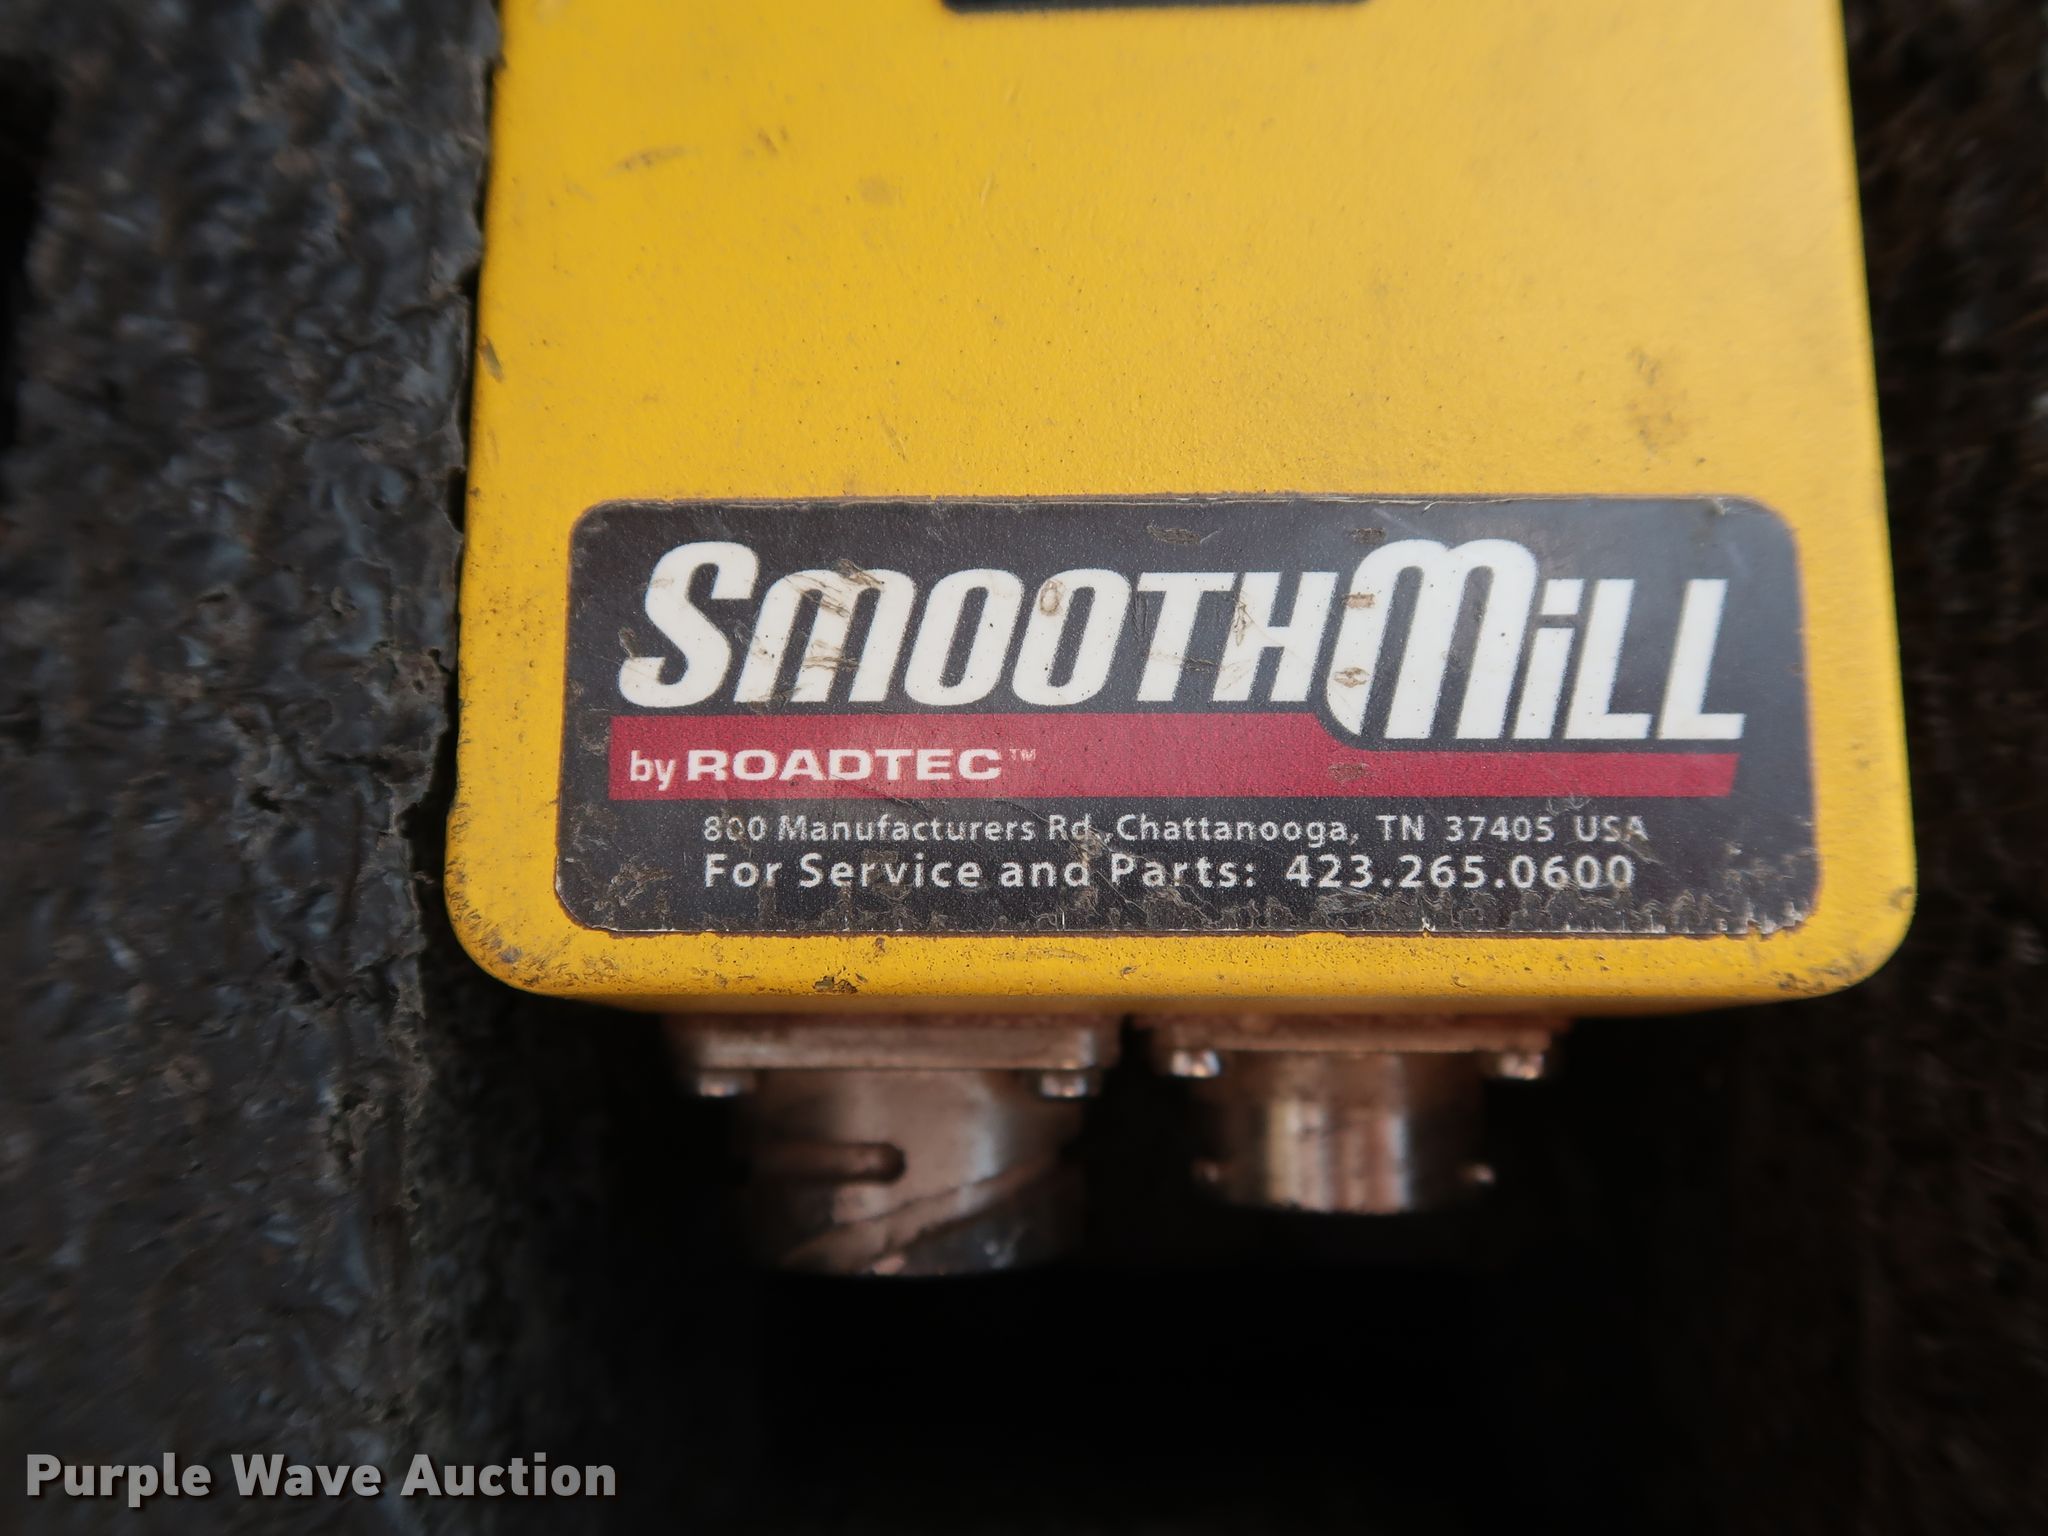 SMOOTHMiLL
by ROADTEC™
800 Manufacturers Rd., Chattanooga, TN 37405 USA
For Service and Parts: 423.265.0600
Purple Wave Auction